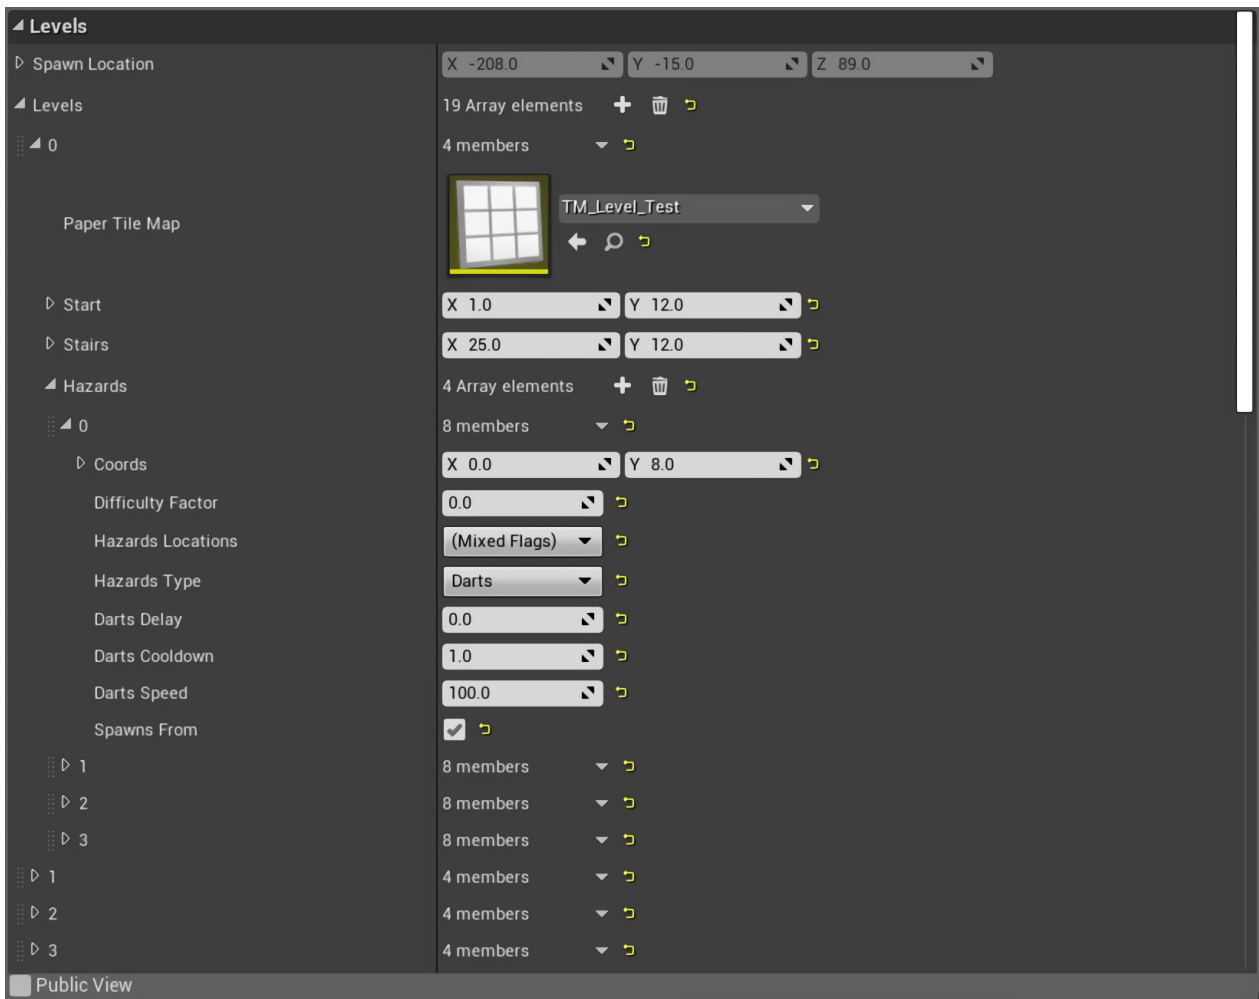 Levels
Spawn Location X -208.0 Y -15.0 Z 89.0
Levels 19 Array elements
0 4 members
Paper Tile Map TM_Level_Test
Start X 1.0 Y 12.0
Stairs X 25.0 Y 12.0
Hazards 4 Array elements
0 8 members
Coords X 0.0 Y 8.0
Difficulty Factor 0.0
Hazards Locations (Mixed Flags)
Hazards Type Darts
Darts Delay 0.0
Darts Cooldown 1.0
Darts Speed 100.0
Spawns From
1 8 members
2 8 members
3 8 members
1 4 members
2 4 members
3 4 members
Public View